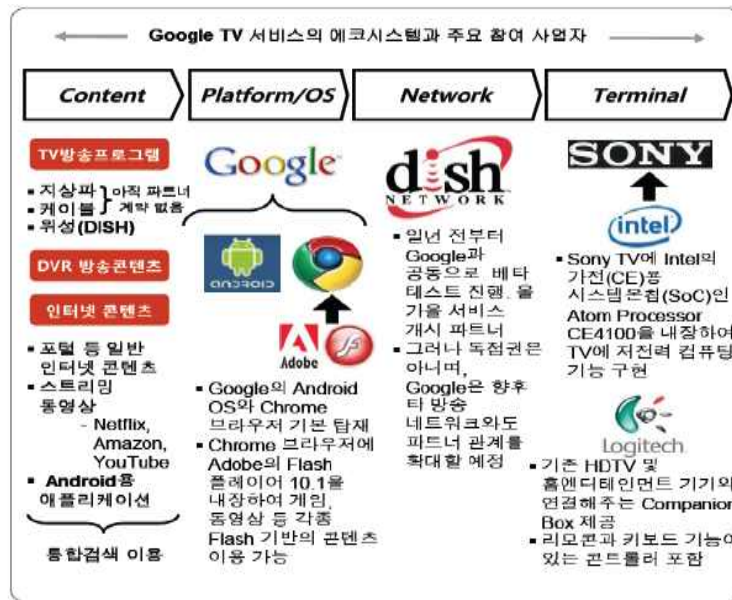 Google TV 서비스의 에코시스템과 주요 참여 사업자
Content
TV방송프로그램
▪ 지상파
▪ 케이블
아직 파트너
계약 없음
▪ 위성(DISH)
DVR 방송콘텐츠
인터넷 콘텐츠
▪ 포털 등 일반
인터넷 콘텐츠
▪ 스트리밍
동영상
- Netflix,
Amazon,
YouTube
▪ Android용
애플리케이션
통합검색 이용
Platform/OS
Google™
ANDROID
Adobe
▪ Google의 Android
OS와 Chrome
브라우저 기본 탑재
▪ Chrome 브라우저에
Adobe의 Flash
플레이어 10.1을
내장하여 게임,
동영상 등 각종
Flash 기반의 콘텐츠
이용 가능
Network
dish
NETWORK
▪ 일년 전부터
Google과
공동으로 베타
테스트 진행. 올
가을 서비스
개시 파트너
▪ 그러나 독점권은
아니며,
Google은 향후
타 방송
네트워크와도
파트너 관계를
확대할 예정
Terminal
SONY
intel
▪ Sony TV에 Intel의
가전(CE)용
시스템온칩(SoC)인
Atom Processor
CE4100을 내장하여
TV에 저전력 컴퓨팅
기능 구현
Logitech
▪ 기존 HDTV 및
홈엔터테인먼트 기기와
연결해주는 Companion
Box 제공
▪ 리모콘과 키보드 기능이
있는 콘트롤러 포함